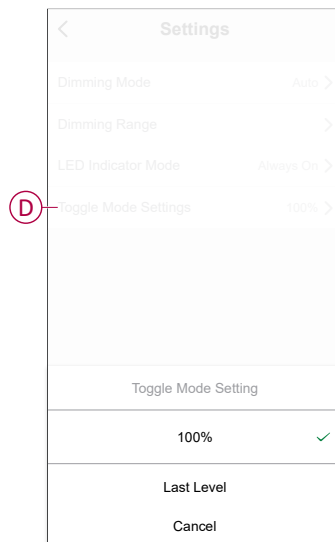 Settings
Dimming Mode Auto
Dimming Range
LED Indicator Mode Always On
D Toggle Mode Settings 100%
Toggle Mode Setting
100%
Last Level
Cancel